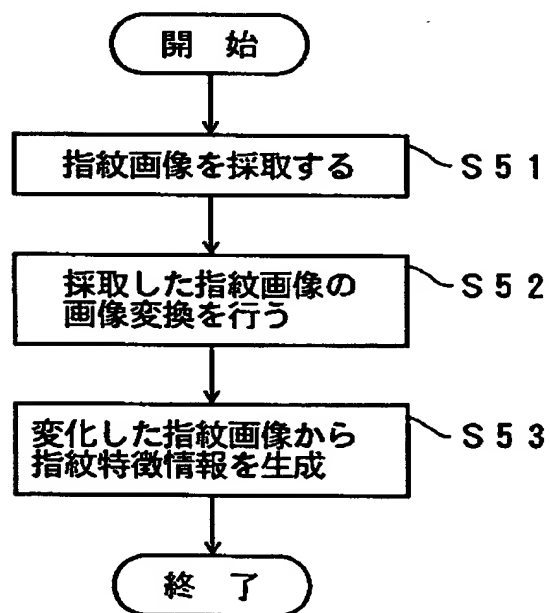 開 始
指紋画像を採取する
S51
採取した指紋画像の
画像変換を行う
S52
変化した指紋画像から
指紋特徴情報を生成
S53
終 了